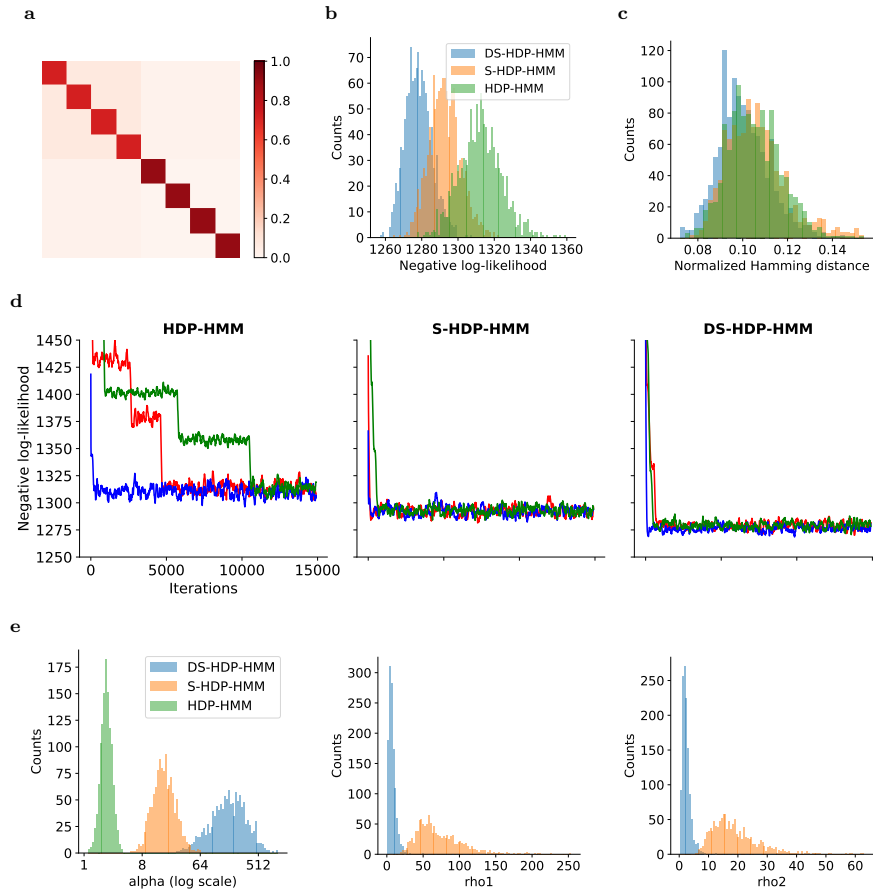 a
1.0
0.8
0.6
0.4
0.2
0.0
b
70
60
50
40
30
20
10
0
Counts
DS-HDP-HMM
S-HDP-HMM
HDP-HMM
1260 1280 1300 1320 1340 1360
Negative log-likelihood
c
120
100
80
60
40
20
0
Counts
0.08 0.10 0.12 0.14
Normalized Hamming distance
d
HDP-HMM
1450
1425
1400
1375
1350
1325
1300
1275
1250
Negative log-likelihood
0 5000 10000 15000
Iterations
S-HDP-HMM
DS-HDP-HMM
e
175
150
125
100
75
50
25
0
Counts
DS-HDP-HMM
S-HDP-HMM
HDP-HMM
1 8 64 512
alpha (log scale)
300
250
200
150
100
50
0
Counts
0 50 100 150 200 250
rho1
250
200
150
100
50
0
Counts
0 10 20 30 40 50 60
rho2